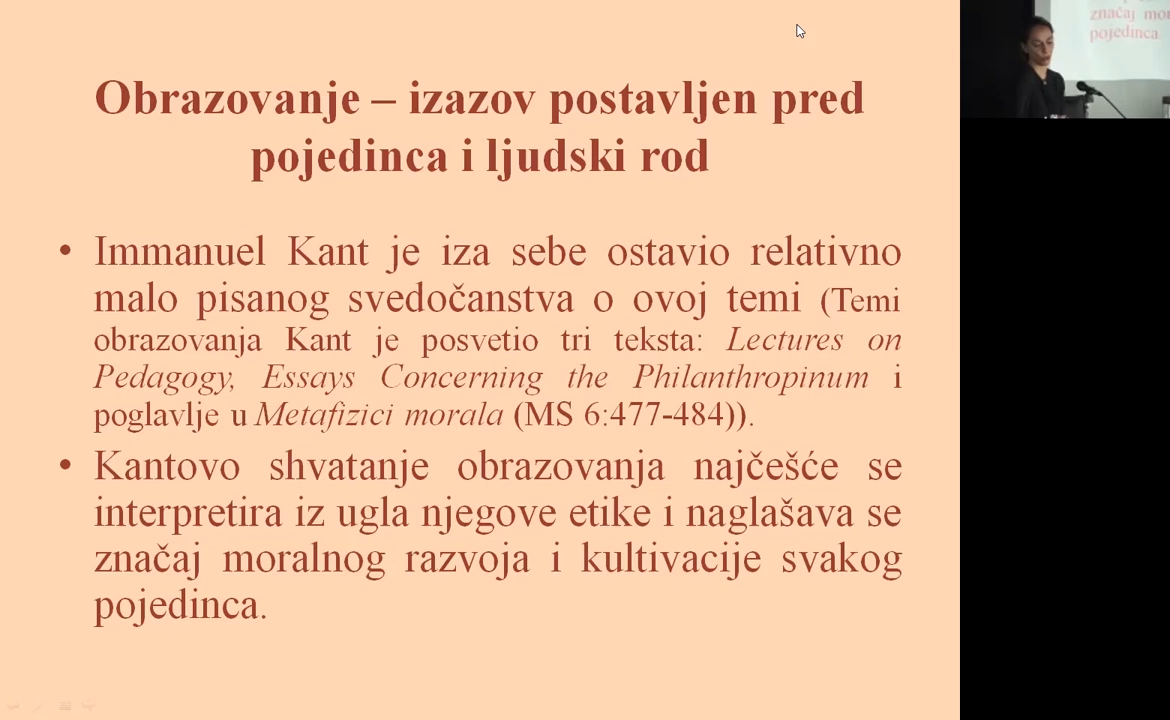 Obrazovanje – izazov postavljen pred
pojedinca i ljudski rod
• Immanuel Kant je iza sebe ostavio relativno
malo pisanog svedočanstva o ovoj temi (Temi
obrazovanja Kant je posvetio tri teksta: Lectures on
Pedagogy, Essays Concerning the Philanthropinum i
poglavlje u Metafizici morala (MS 6:477-484)).
• Kantovo shvatanje obrazovanja najčešće se
interpretira iz ugla njegove etike i naglašava se
značaj moralnog razvoja i kultivacije svakog
pojedinca.
značaj mor
pojedinca